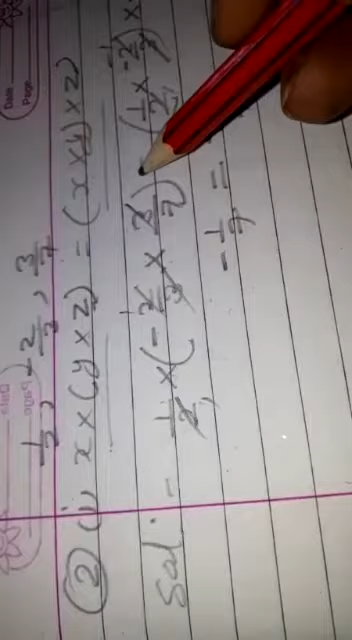 Date
Page
1/2, -2/3, 3/7
② (i) x × (y × z) = (x × y) × z
Sol: - 1/2 × (-2/3 × 3/7) (1/2 × -2/3) ×
-1/7 =